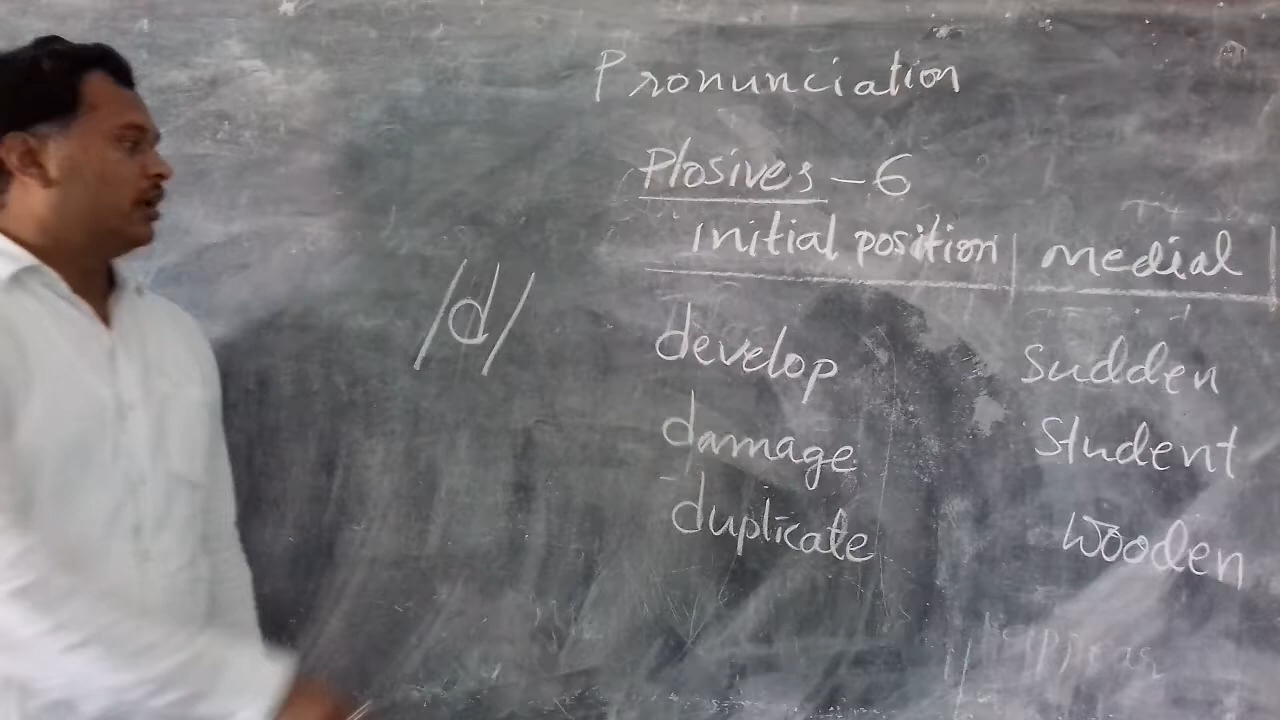 Pronunciation
Plosives - 6
initial position | medial |
/d/
develop sudden
damage student
duplicate wooden